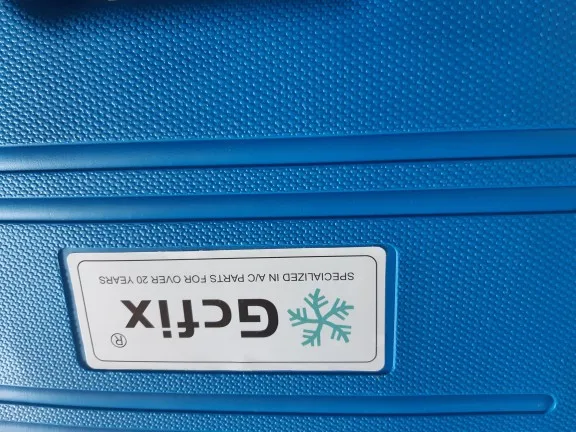 Gcfix®
SPECIALIZED IN A/C PARTS FOR OVER 20 YEARS